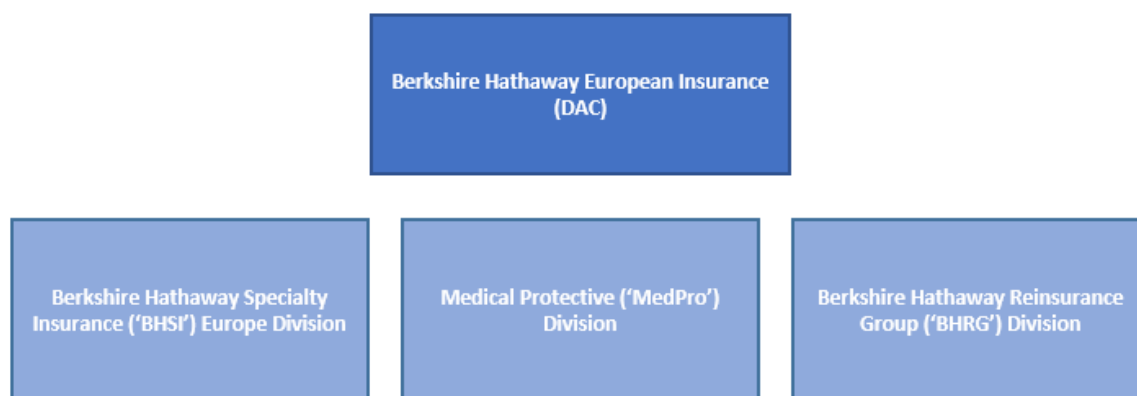 Berkshire Hathaway European Insurance
(DAC)
Berkshire Hathaway Specialty
Insurance (‘BHSI’) Europe Division
Medical Protective (‘MedPro’)
Division
Berkshire Hathaway Reinsurance
Group (‘BHRG’) Division